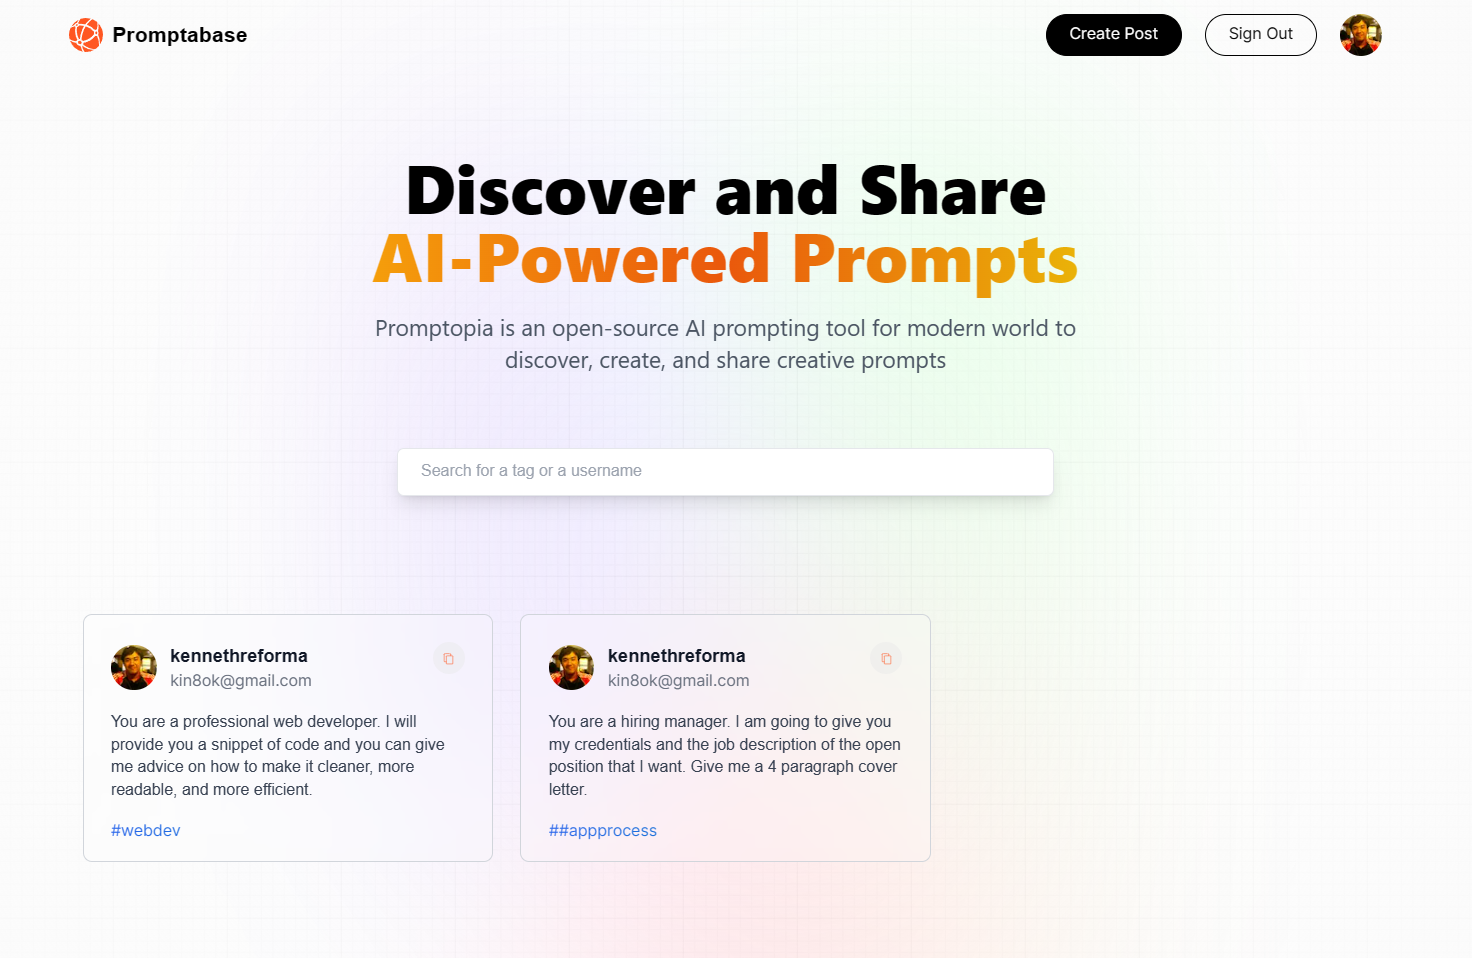 Promptabase
Create Post
Sign Out
Discover and Share
AI-Powered Prompts
Promptopia is an open-source AI prompting tool for modern world to
discover, create, and share creative prompts
Search for a tag or a username
kennethreforma
kin8ok@gmail.com
You are a professional web developer. I will
provide you a snippet of code and you can give
me advice on how to make it cleaner, more
readable, and more efficient.
#webdev
kennethreforma
kin8ok@gmail.com
You are a hiring manager. I am going to give you
my credentials and the job description of the open
position that I want. Give me a 4 paragraph cover
letter.
##appprocess